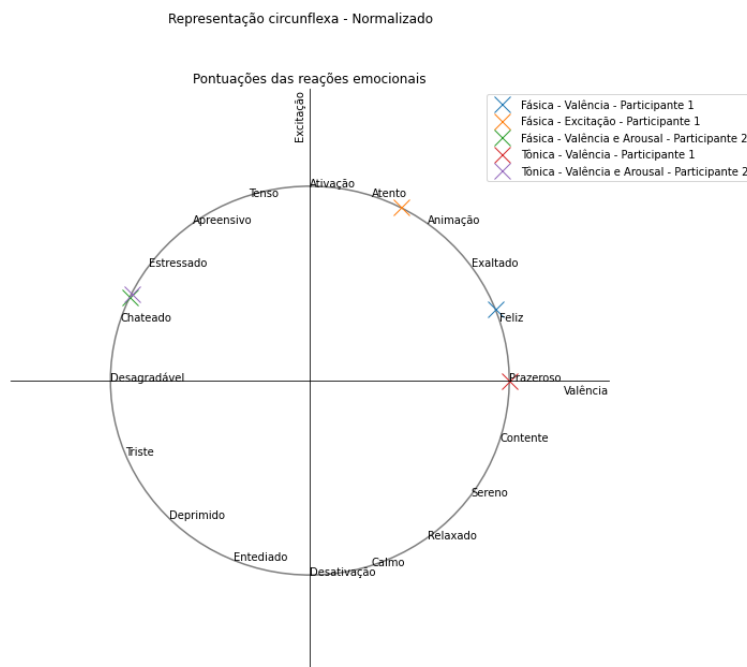 Representação circunflexa - Normalizado
Pontuações das reações emocionais
Excitação
Fásica - Valência - Participante 1
Fásica - Excitação - Participante 1
Fásica - Valência e Arousal - Participante 2
Tônica - Valência - Participante 1
Tônica - Valência e Arousal - Participante 2
Ativação
Tenso
Atento
Apreensivo
Animação
Estressado
Exaltado
Chateado
Feliz
Desagradável
Prazeroso
Valência
Contente
Triste
Sereno
Deprimido
Relaxado
Entediado
Calmo
Desativação